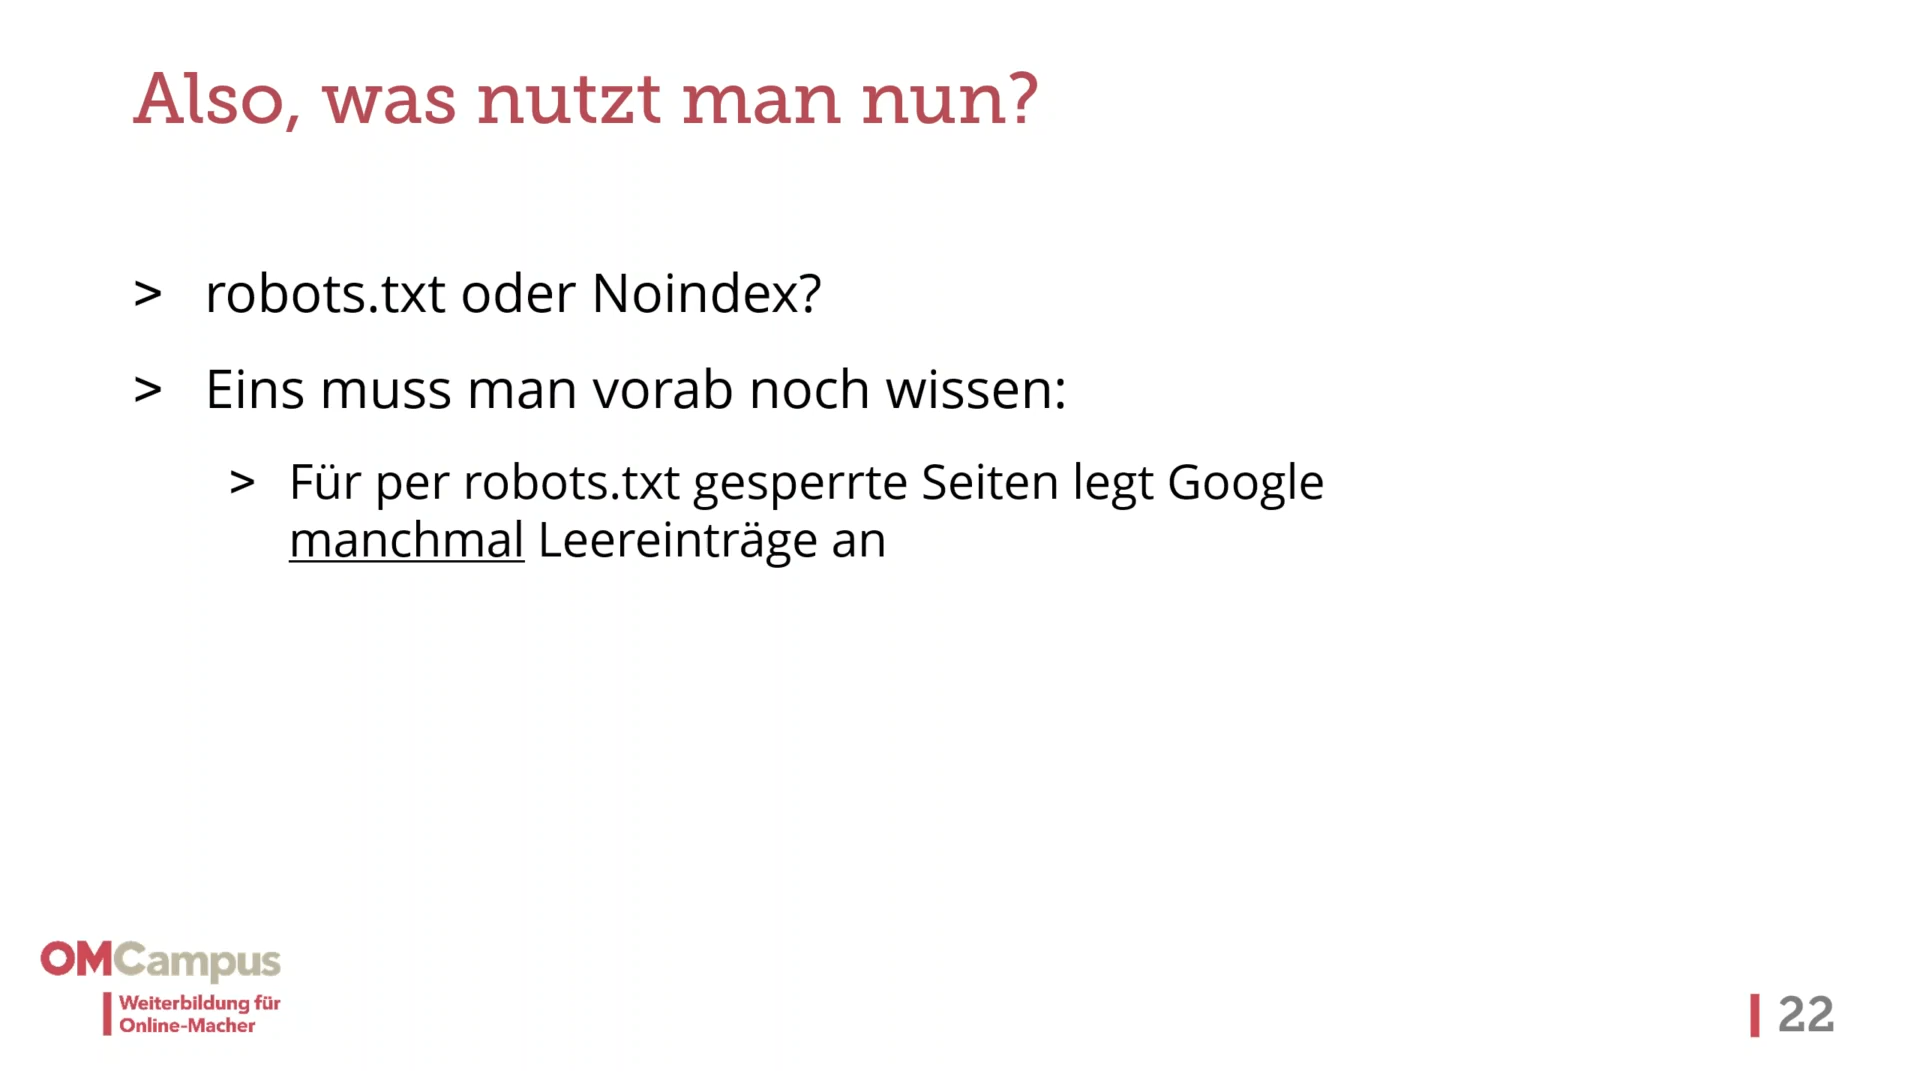 Also, was nutzt man nun?
> robots.txt oder Noindex?
> Eins muss man vorab noch wissen:
> Für per robots.txt gesperrte Seiten legt Google
manchmal Leereinträge an
OMCampus
Weiterbildung für
Online-Macher
22